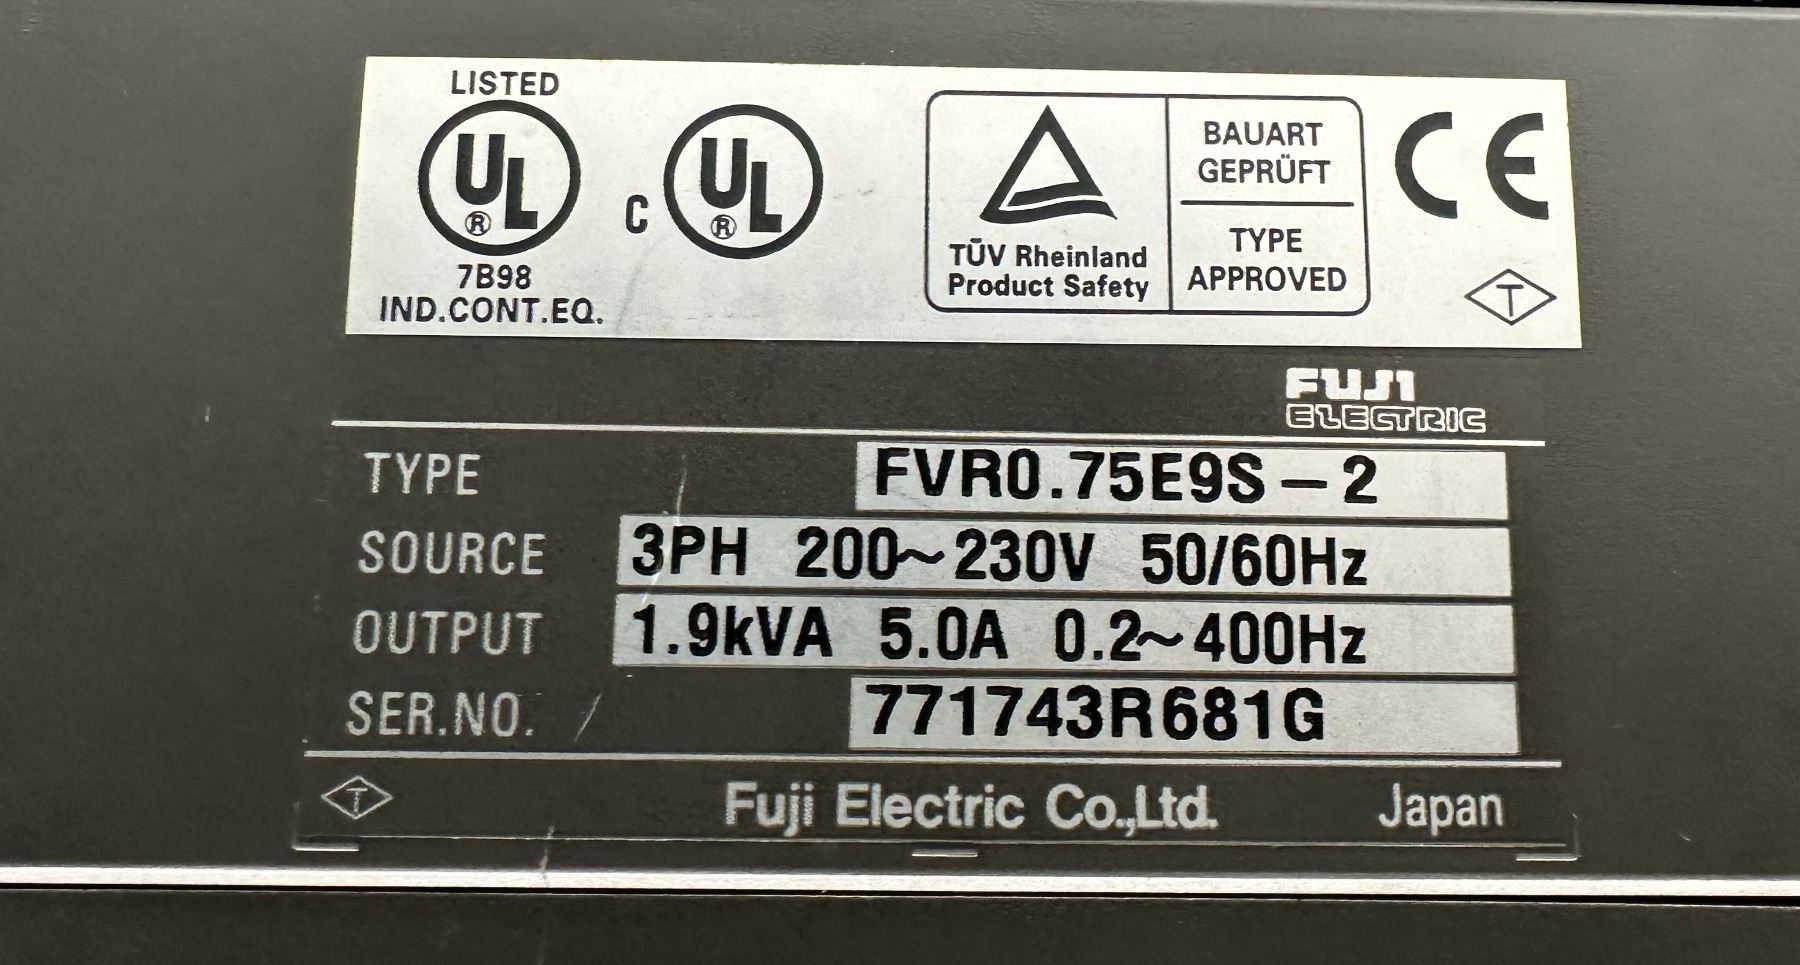 LISTED
UL ®
7B98
IND.CONT.EQ.
C UL ®
TÜV Rheinland
Product Safety
BAUART
GEPRÜFT
TYPE
APPROVED
CE
T
FUJI
ELECTRIC
TYPE FVR0.75E9S-2
SOURCE 3PH 200~230V 50/60Hz
OUTPUT 1.9kVA 5.0A 0.2~400Hz
SER.NO. 771743R681G
T Fuji Electric Co.,Ltd. Japan